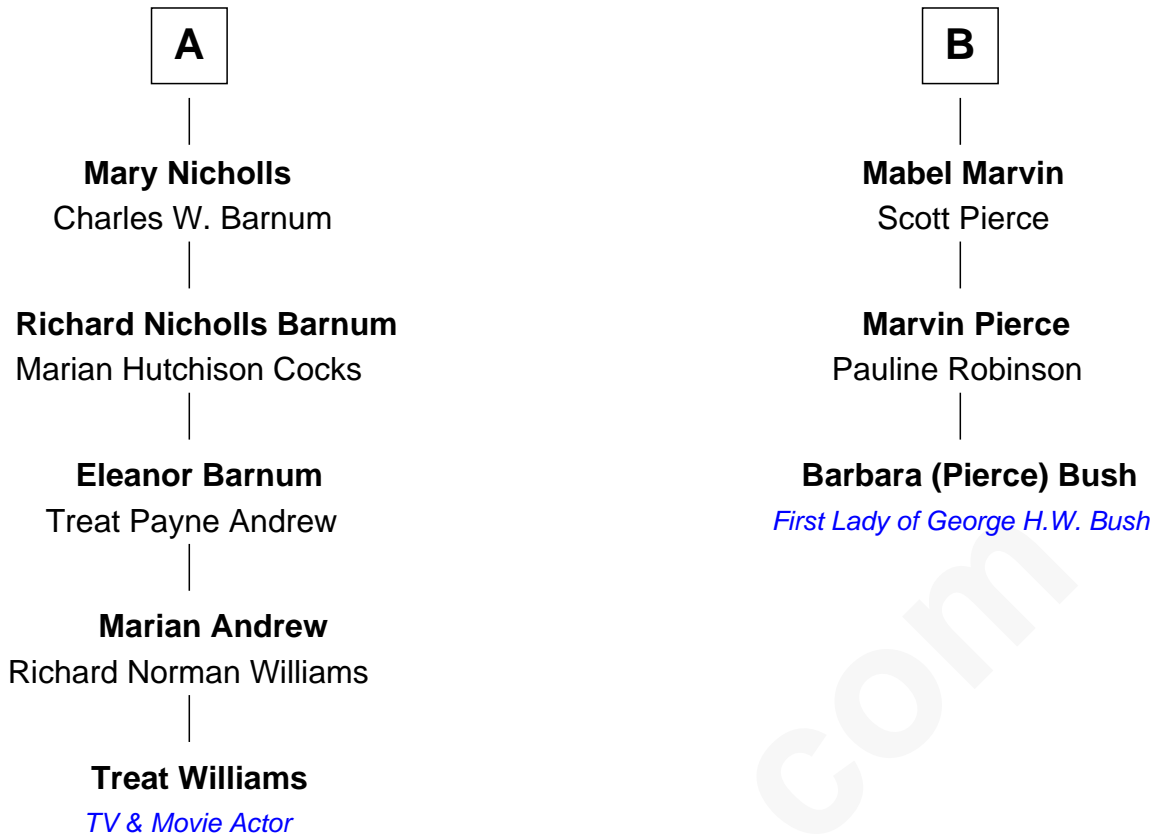 A
Mary Nicholls
Charles W. Barnum
Richard Nicholls Barnum
Marian Hutchison Cocks
Eleanor Barnum
Treat Payne Andrew
Marian Andrew
Richard Norman Williams
Treat Williams
TV & Movie Actor
B
Mabel Marvin
Scott Pierce
Marvin Pierce
Pauline Robinson
Barbara (Pierce) Bush
First Lady of George H.W. Bush
com